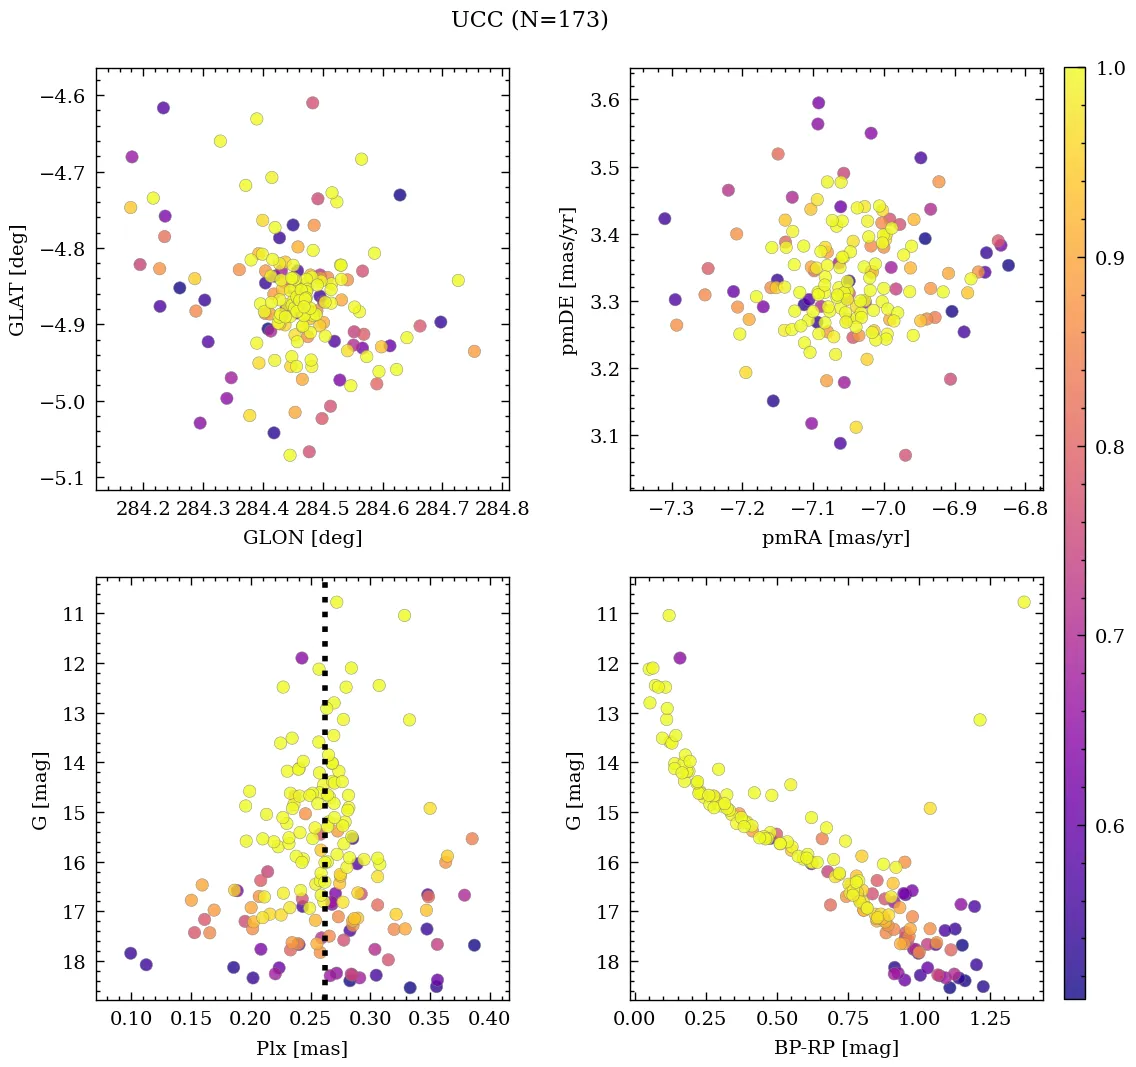 UCC (N=173)
−4.6
−4.7
−4.8
−4.9
−5.0
−5.1
GLAT [deg]
284.2 284.3 284.4 284.5 284.6 284.7 284.8
GLON [deg]
3.6
3.5
3.4
3.3
3.2
3.1
pmDE [mas/yr]
−7.3 −7.2 −7.1 −7.0 −6.9 −6.8
pmRA [mas/yr]
1.0
0.9
0.8
0.7
0.6
11
12
13
14
15
16
17
18
G [mag]
0.10 0.15 0.20 0.25 0.30 0.35 0.40
Plx [mas]
11
12
13
14
15
16
17
18
G [mag]
0.00 0.25 0.50 0.75 1.00 1.25
BP-RP [mag]